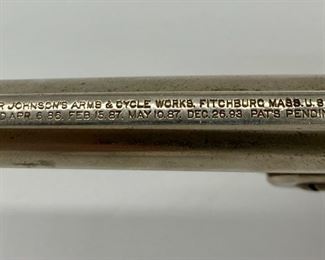 R JOHNSON'S ARMS & CYCLE WORKS, FITCHBURG MASS. U.S
D APR. 6. 86. FEB. 15. 87. MAY 10. 87. DEC. 26. 93. PAT'S PENDIN